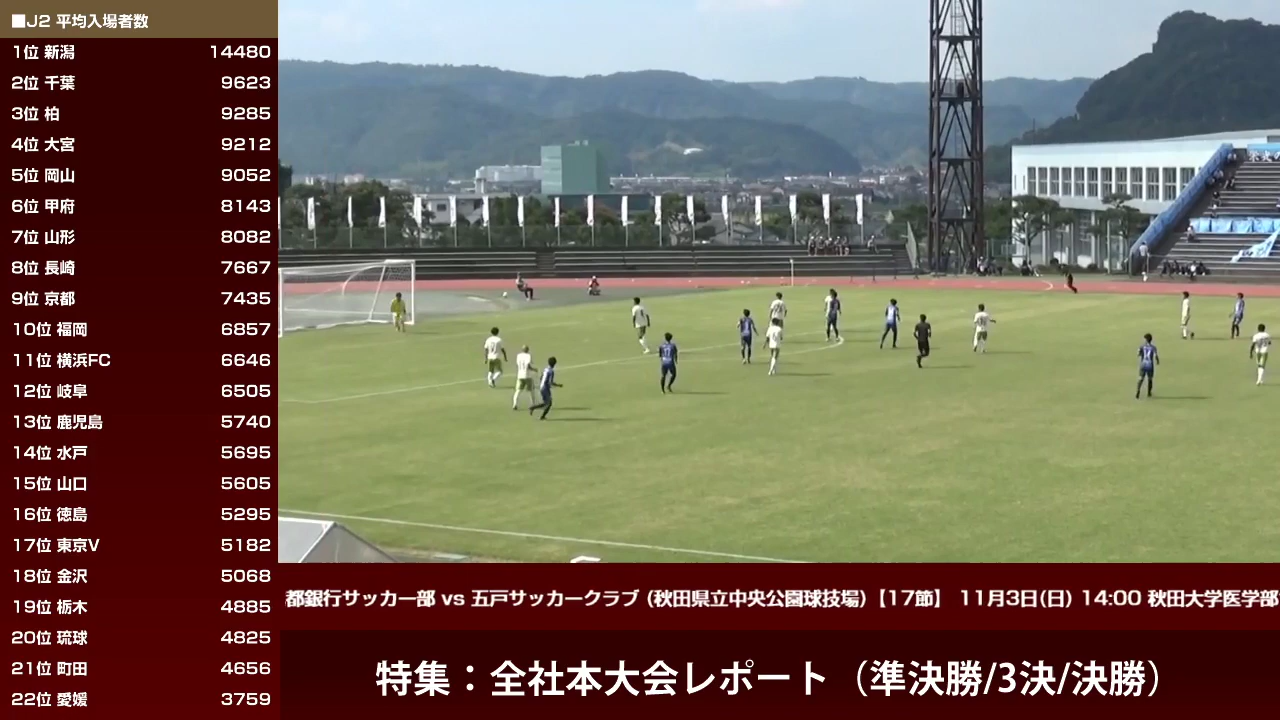 ■J2 平均入場者数
1位 新潟 14480
2位 千葉 9623
3位 柏 9285
4位 大宮 9212
5位 岡山 9052
6位 甲府 8143
7位 山形 8082
8位 長崎 7667
9位 京都 7435
10位 福岡 6857
11位 横浜FC 6646
12位 岐阜 6505
13位 鹿児島 5740
14位 水戸 5695
15位 山口 5605
16位 徳島 5295
17位 東京V 5182
18位 金沢 5068
19位 栃木 4885
20位 琉球 4825
21位 町田 4656
22位 愛媛 3759
都銀行サッカー部 vs 五戸サッカークラブ (秋田県立中央公園球技場)【17節】 11月3日(日) 14:00 秋田大学医学部
特集：全社本大会レポート（準決勝/3決/決勝）